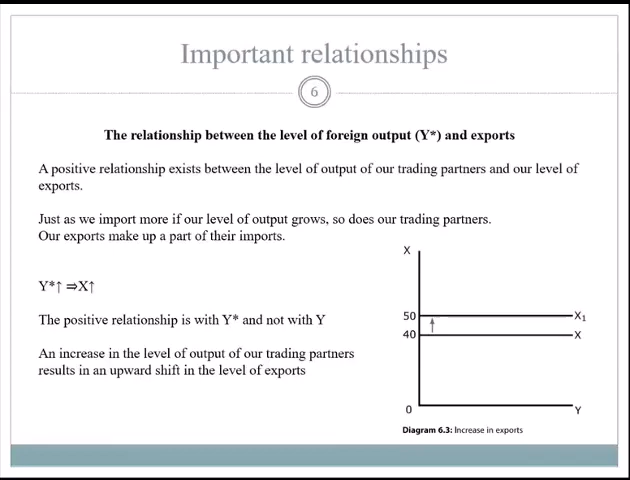 Important relationships
6
The relationship between the level of foreign output (Y*) and exports
A positive relationship exists between the level of output of our trading partners and our level of
exports.
Just as we import more if our level of output grows, so does our trading partners.
Our exports make up a part of their imports.
Y*↑ ⇒X↑
The positive relationship is with Y* and not with Y
An increase in the level of output of our trading partners
results in an upward shift in the level of exports
X
50
X₁
40
X
0
Y
Diagram 6.3: Increase in exports